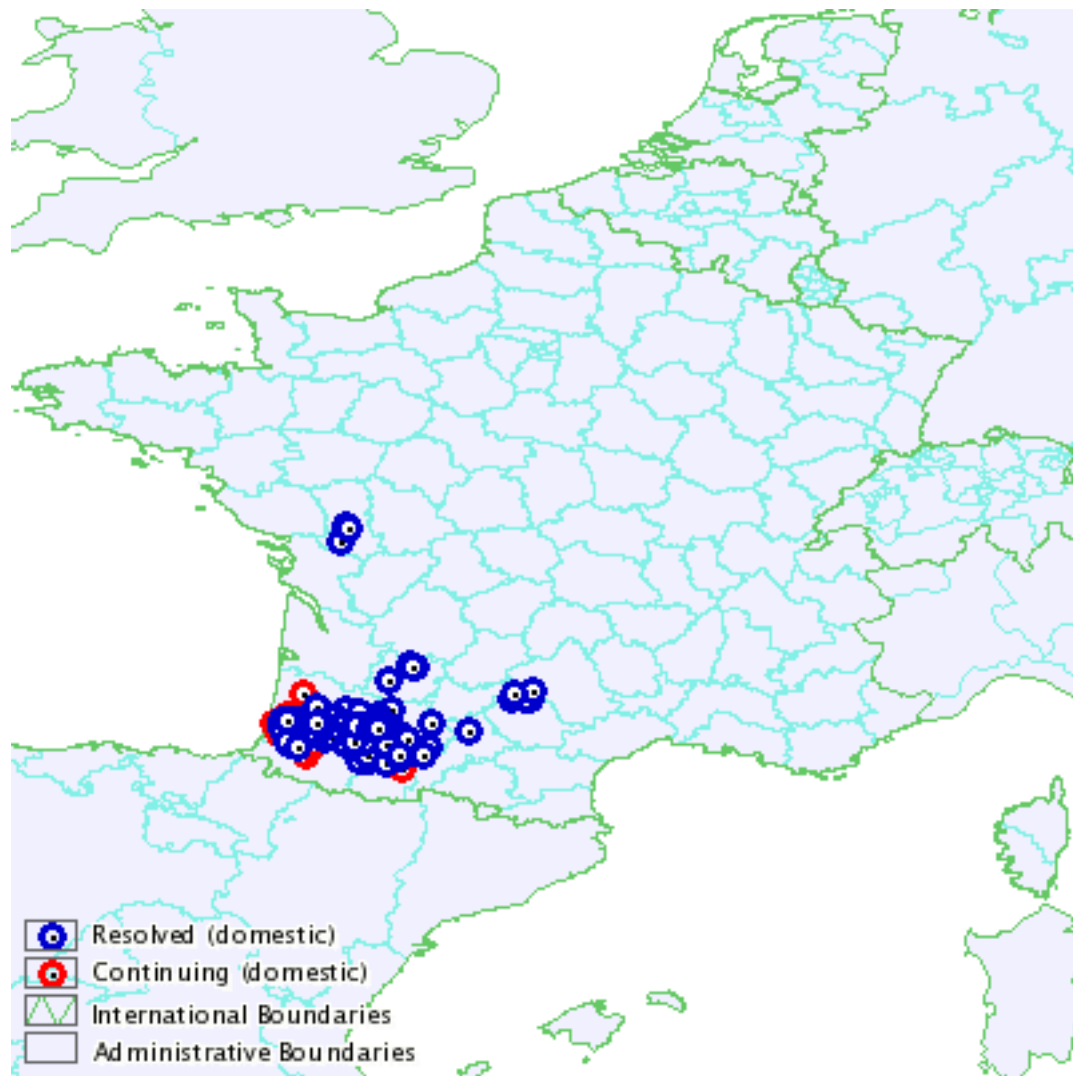 Resolved (domestic)
Continuing (domestic)
International Boundaries
Administrative Boundaries